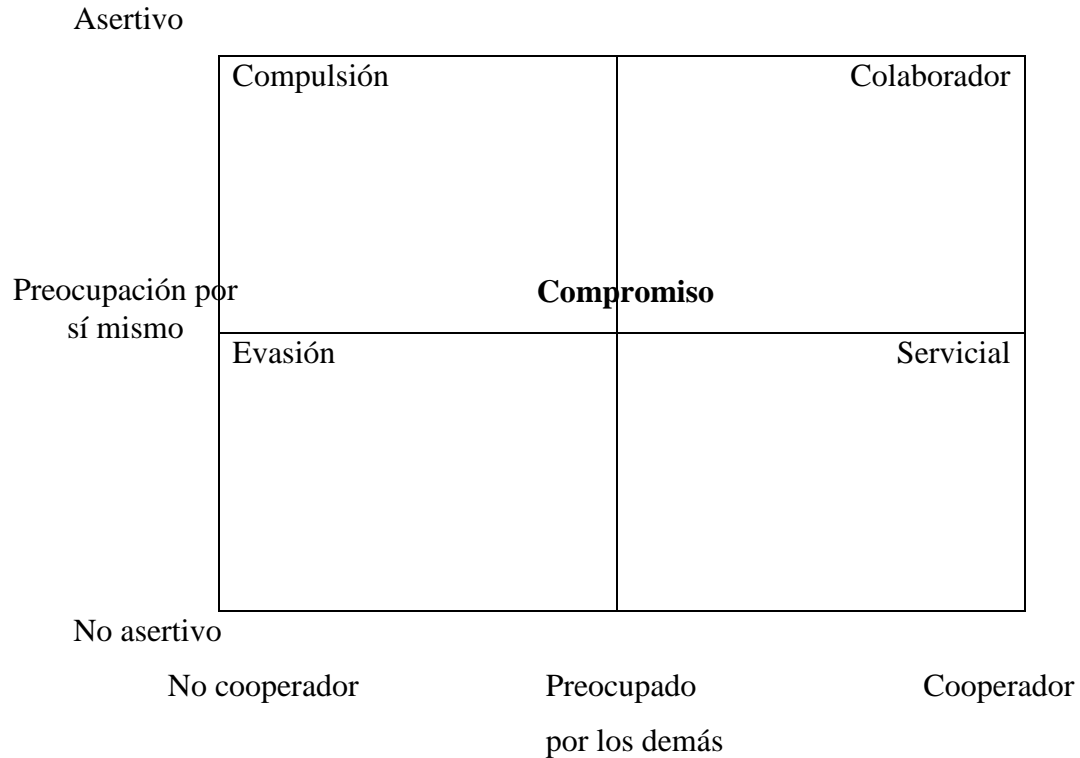 Asertivo
Compulsión Colaborador
Preocupación por
sí mismo
Compromiso
Evasión Servicial
No asertivo
No cooperador Preocupado Cooperador
por los demás